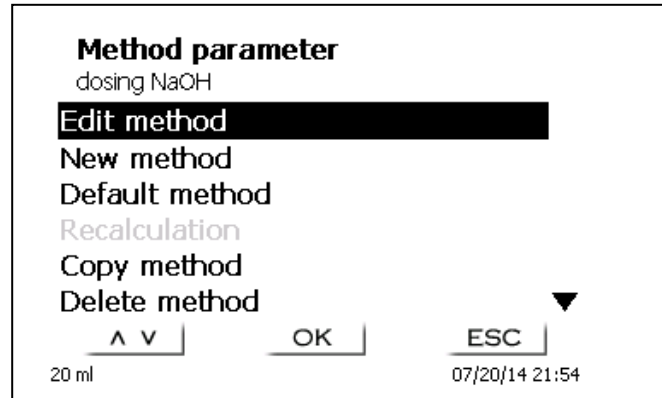 Method parameter
dosing NaOH
Edit method
New method
Default method
Recalculation
Copy method
Delete method
∧ ∨ OK ESC
20 ml 07/20/14 21:54